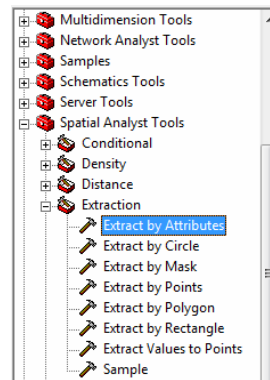 Multidimension Tools
Network Analyst Tools
Samples
Schematics Tools
Server Tools
Spatial Analyst Tools
Conditional
Density
Distance
Extraction
Extract by Attributes
Extract by Circle
Extract by Mask
Extract by Points
Extract by Polygon
Extract by Rectangle
Extract Values to Points
Sample